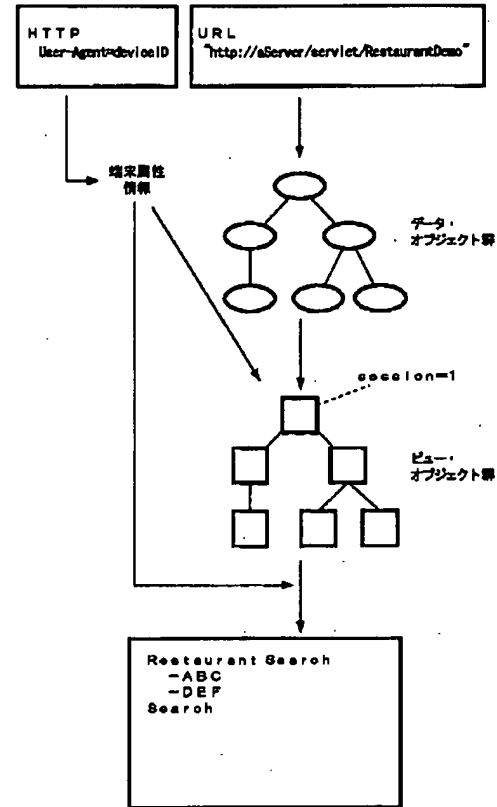 HTTP
User-Agent=deviceID
URL
"http://aServer/servlet/RestaurantDemo"
端末属性
情報
データ・
オブジェクト群
session=1
ビュー・
オブジェクト群
Restaurant Search
-ABC
-DEF
Search